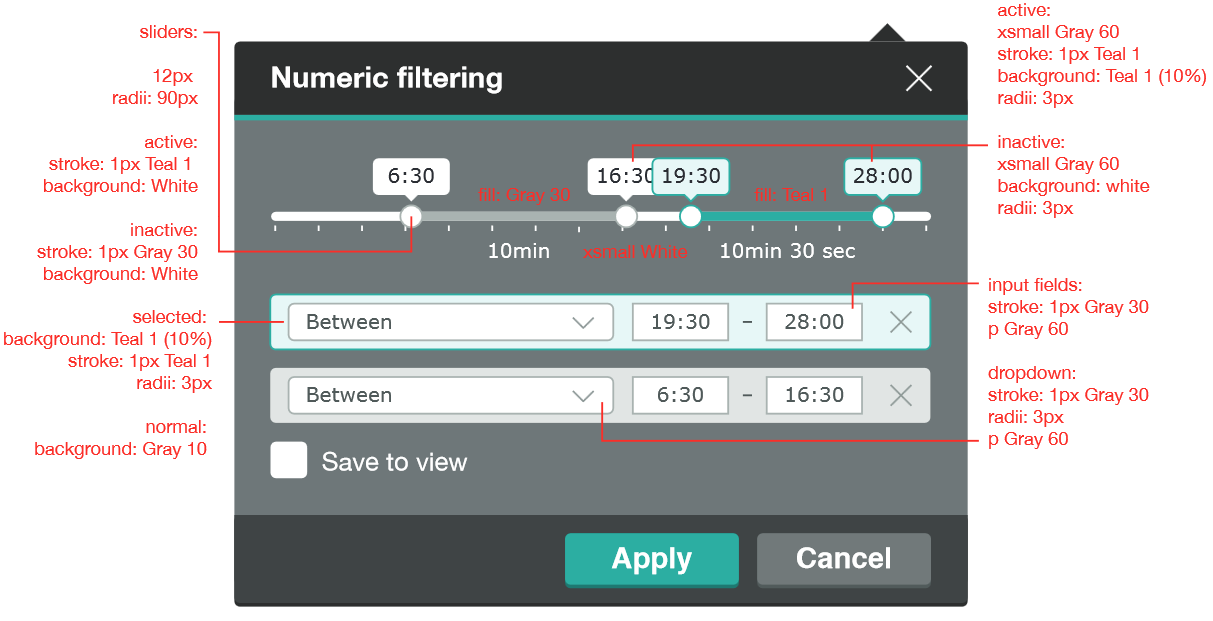 sliders:
12px
radii: 90px
active:
stroke: 1px Teal 1
background: White
inactive:
stroke: 1px Gray 30
background: White
selected:
background: Teal 1 (10%)
stroke: 1px Teal 1
radii: 3px
normal:
background: Gray 10
Numeric filtering
6:30
16:30
19:30
28:00
fill: Gray 30
fill: Teal 1
10min
xsmall White
10min 30 sec
Between
19:30 - 28:00
Between
6:30 - 16:30
Save to view
Apply
Cancel
active:
xsmall Gray 60
stroke: 1px Teal 1
background: Teal 1 (10%)
radii: 3px
inactive:
xsmall Gray 60
background: white
radii: 3px
input fields:
stroke: 1px Gray 30
p Gray 60
dropdown:
stroke: 1px Gray 30
radii: 3px
p Gray 60